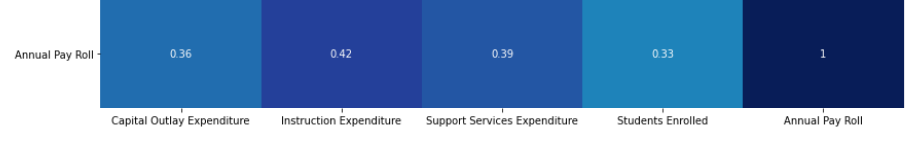 Annual Pay Roll 0.36 0.42 0.39 0.33 1
Capital Outlay Expenditure Instruction Expenditure Support Services Expenditure Students Enrolled Annual Pay Roll